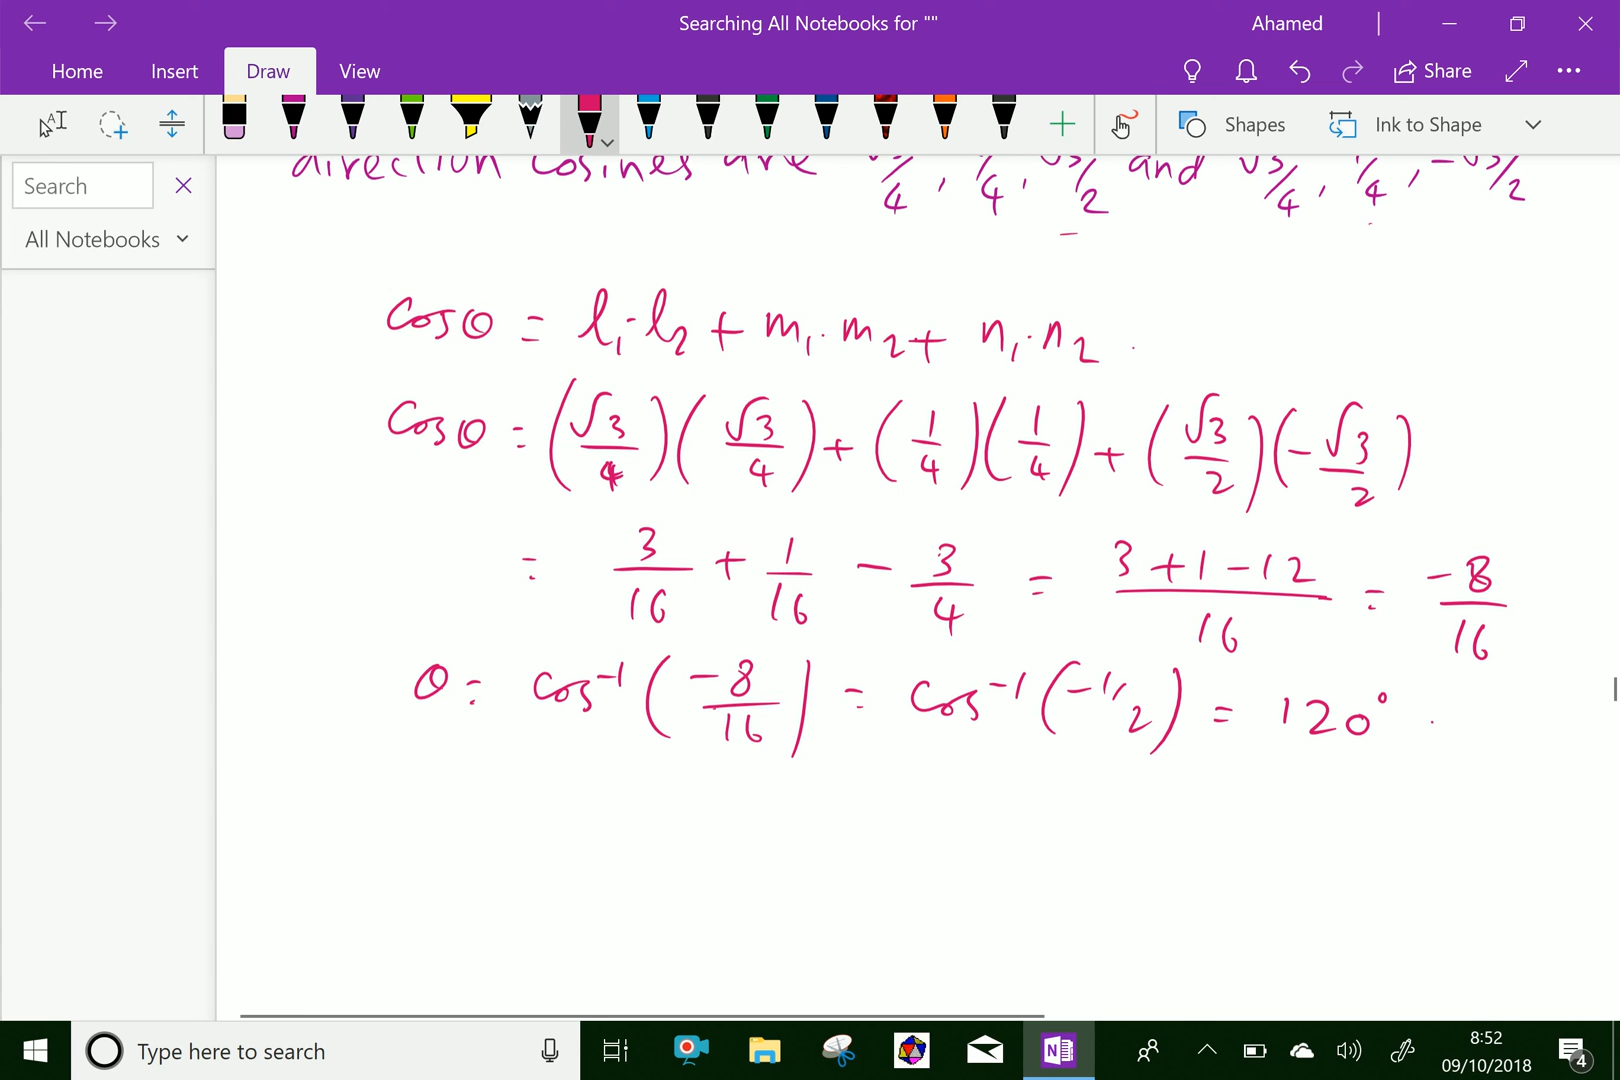 Searching All Notebooks for ""
Ahamed
Home Insert Draw View
Share
Shapes Ink to Shape
Search
All Notebooks
direction cosines are √3/4, 1/4, √3/2 and √3/4, 1/4, -√3/2
Cosθ = l₁·l₂ + m₁·m₂ + n₁·n₂
Cosθ = (√3/4)(√3/4) + (1/4)(1/4) + (√3/2)(-√3/2)
= 3/16 + 1/16 - 3/4 = (3+1-12)/16 = -8/16
θ = cos⁻¹(-8/16) = cos⁻¹(-1/2) = 120°.
Type here to search
8:52
09/10/2018
4